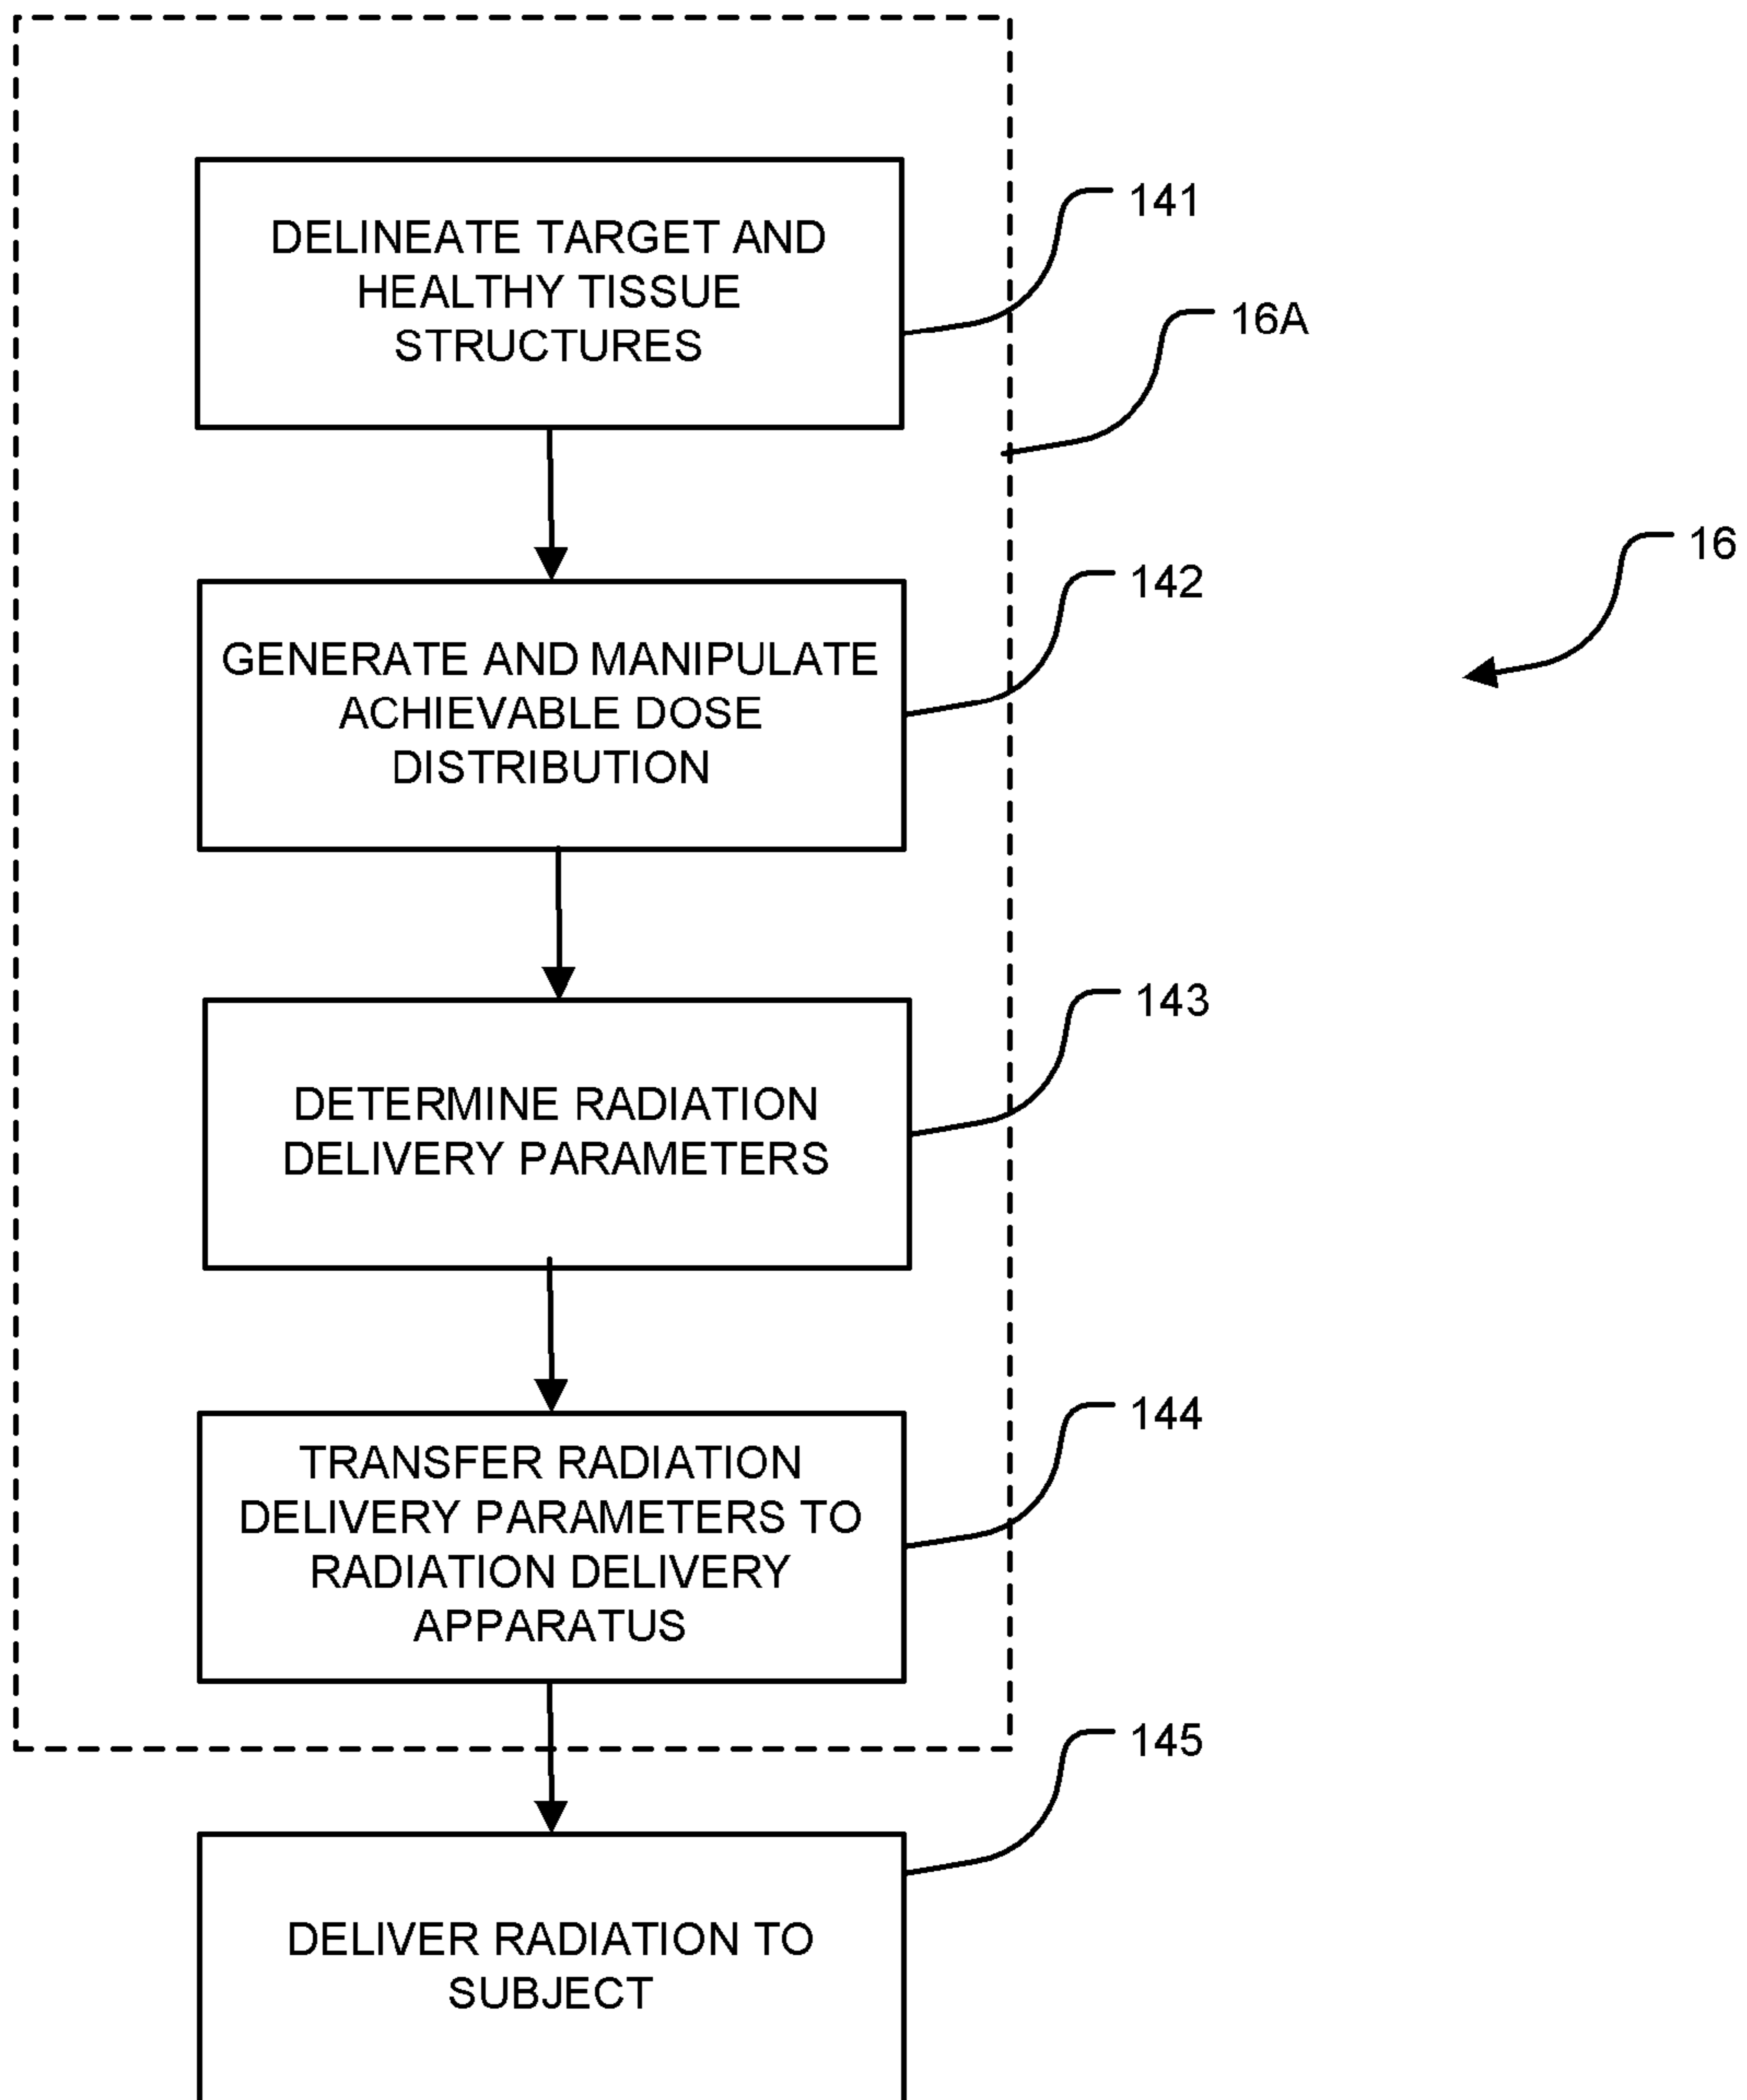 DELINEATE TARGET AND
HEALTHY TISSUE
STRUCTURES
141
16A
16
GENERATE AND MANIPULATE
ACHIEVABLE DOSE
DISTRIBUTION
142
DETERMINE RADIATION
DELIVERY PARAMETERS
143
TRANSFER RADIATION
DELIVERY PARAMETERS TO
RADIATION DELIVERY
APPARATUS
144
DELIVER RADIATION TO
SUBJECT
145